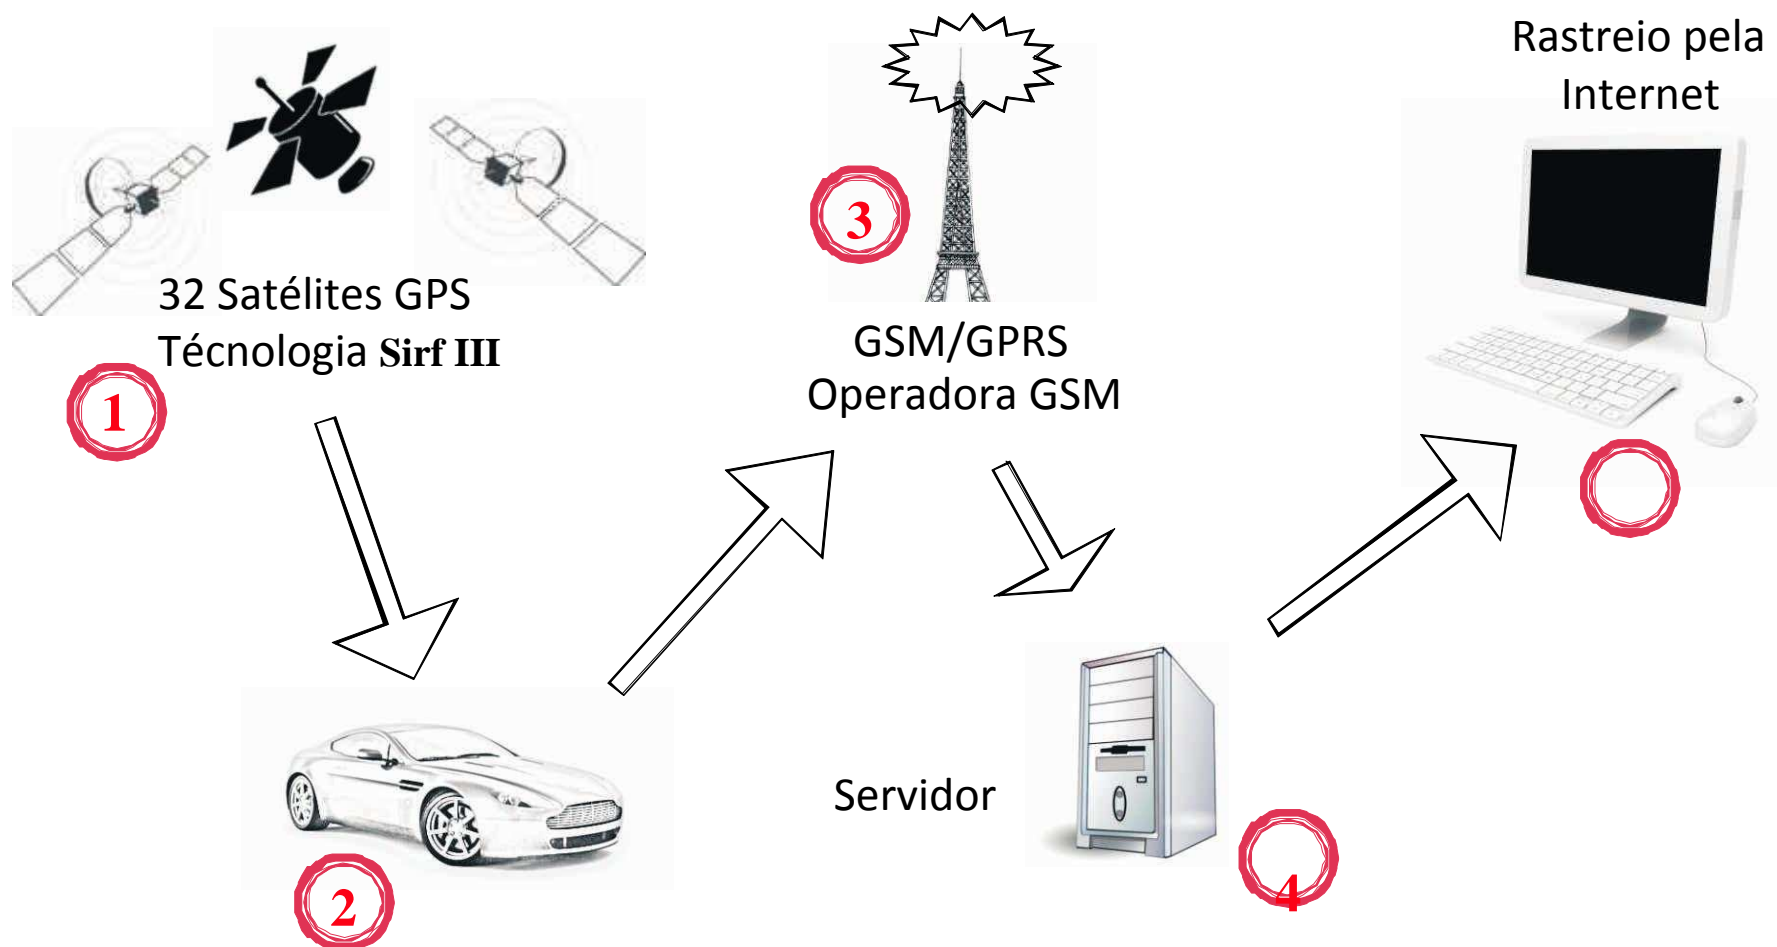 32 Satélites GPS
Técnologia Sirf III
1
2
3
GSM/GPRS
Operadora GSM
Servidor
4
Rastreio pela
Internet